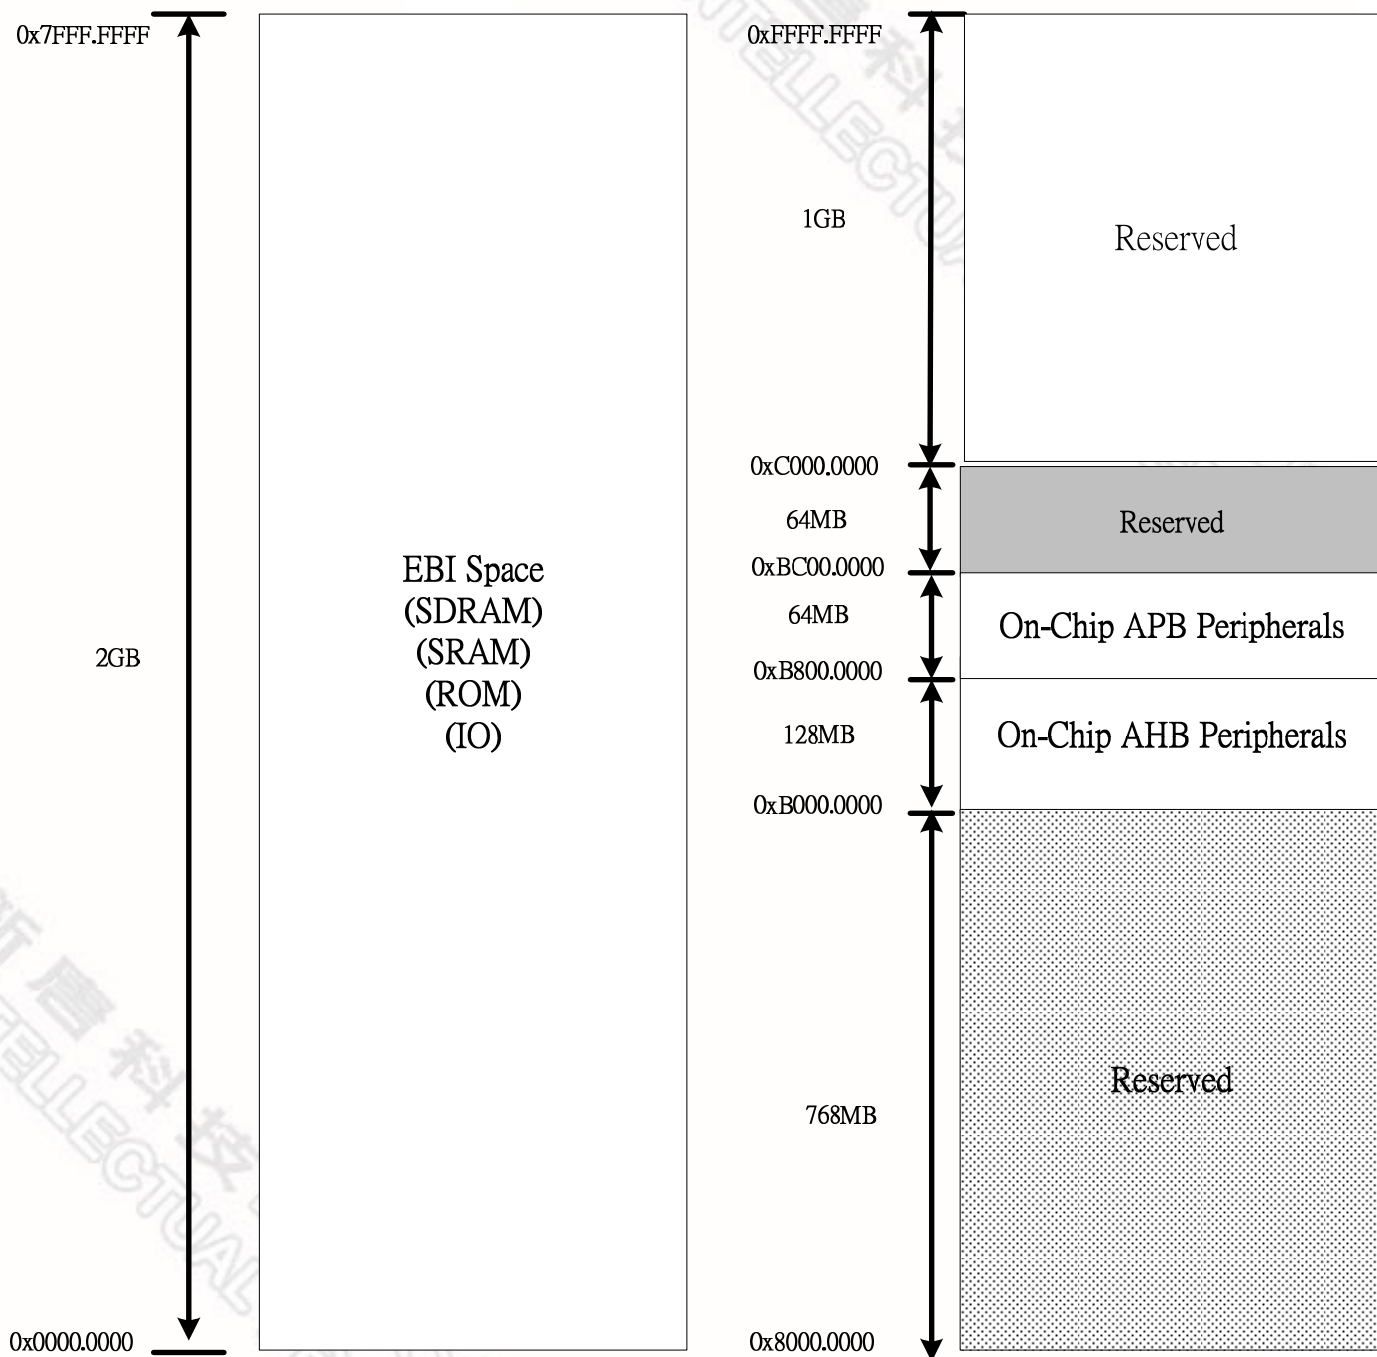 0x7FFF.FFFF
2GB
0x0000.0000
EBI Space
(SDRAM)
(SRAM)
(ROM)
(IO)
0xFFFF.FFFF
1GB
Reserved
0xC000.0000
64MB
Reserved
0xBC00.0000
64MB
On-Chip APB Peripherals
0xB800.0000
128MB
On-Chip AHB Peripherals
0xB000.0000
768MB
Reserved
0x8000.0000